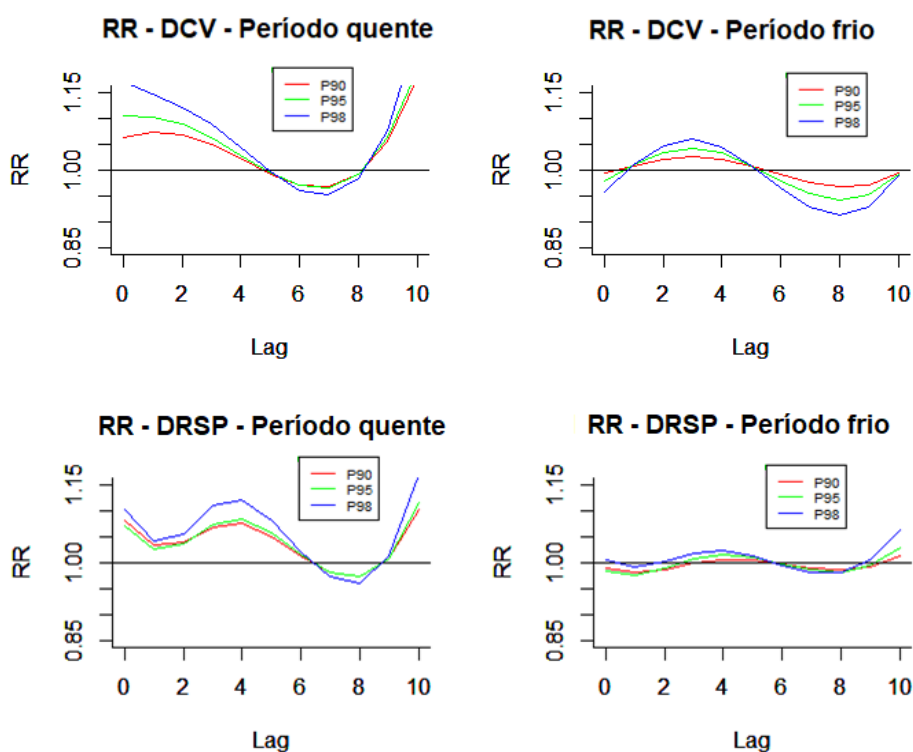 RR - DCV - Período quente
RR
1.15
1.00
0.85
P90
P95
P98
0 2 4 6 8 10
Lag
RR - DCV - Período frio
RR
1.15
1.00
0.85
P90
P95
P98
0 2 4 6 8 10
Lag
RR - DRSP - Período quente
RR
1.15
1.00
0.85
P90
P95
P98
0 2 4 6 8 10
Lag
RR - DRSP - Período frio
RR
1.15
1.00
0.85
P90
P95
P98
0 2 4 6 8 10
Lag